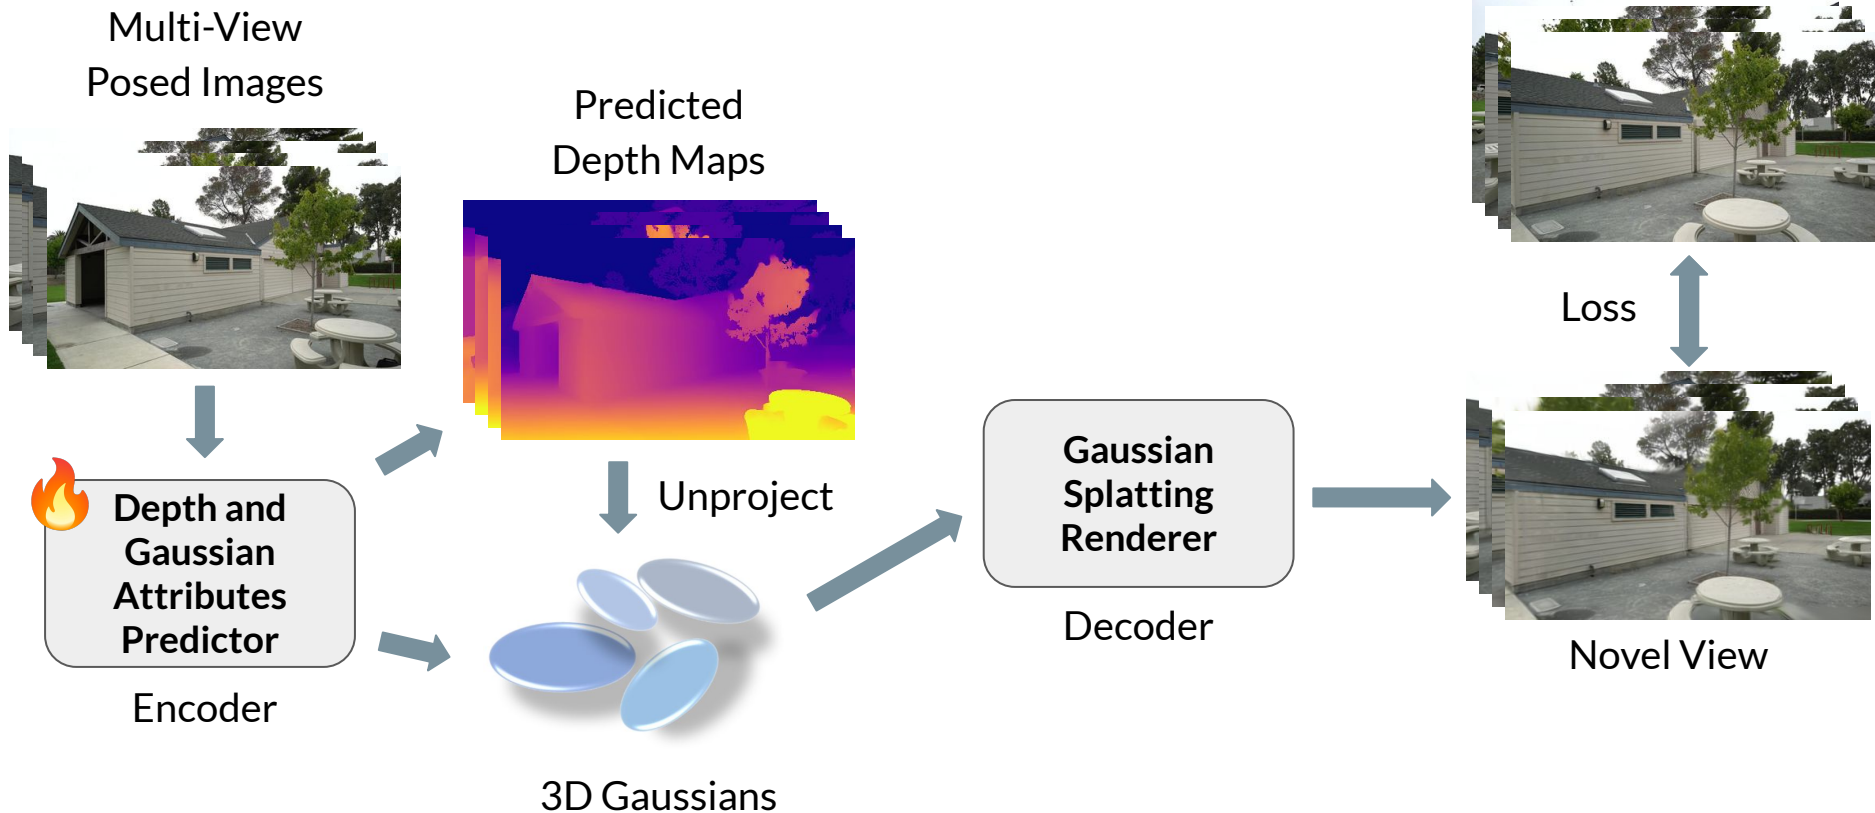 Multi-View
Posed Images
Predicted
Depth Maps
Loss
Unproject
Depth and
Gaussian
Attributes
Predictor
Encoder
3D Gaussians
Gaussian
Splatting
Renderer
Decoder
Novel View